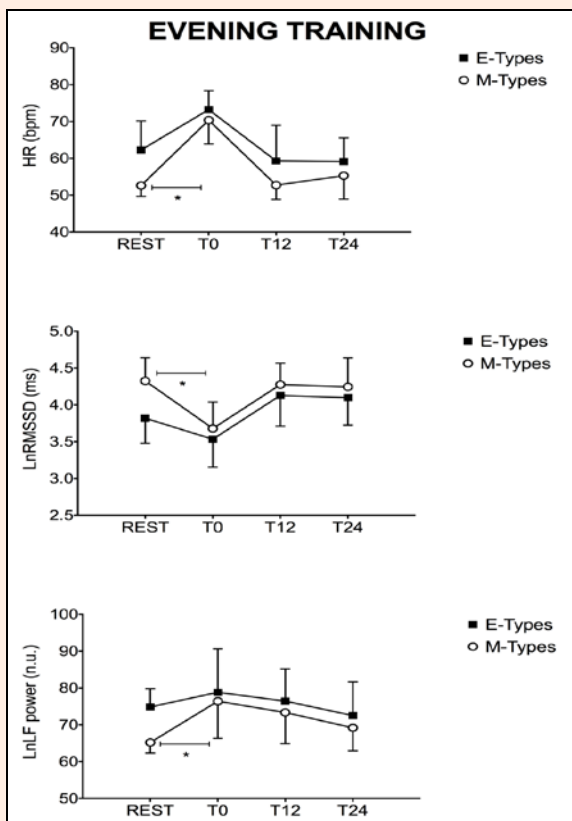 EVENING TRAINING
E-Types
M-Types
HR (bpm)
90
80
70
60
50
40
*
REST T0 T12 T24
E-Types
M-Types
LnRMSSD (ms)
5.0
4.5
4.0
3.5
3.0
2.5
*
REST T0 T12 T24
E-Types
M-Types
LnLF power (n.u.)
100
90
80
70
60
50
*
REST T0 T12 T24